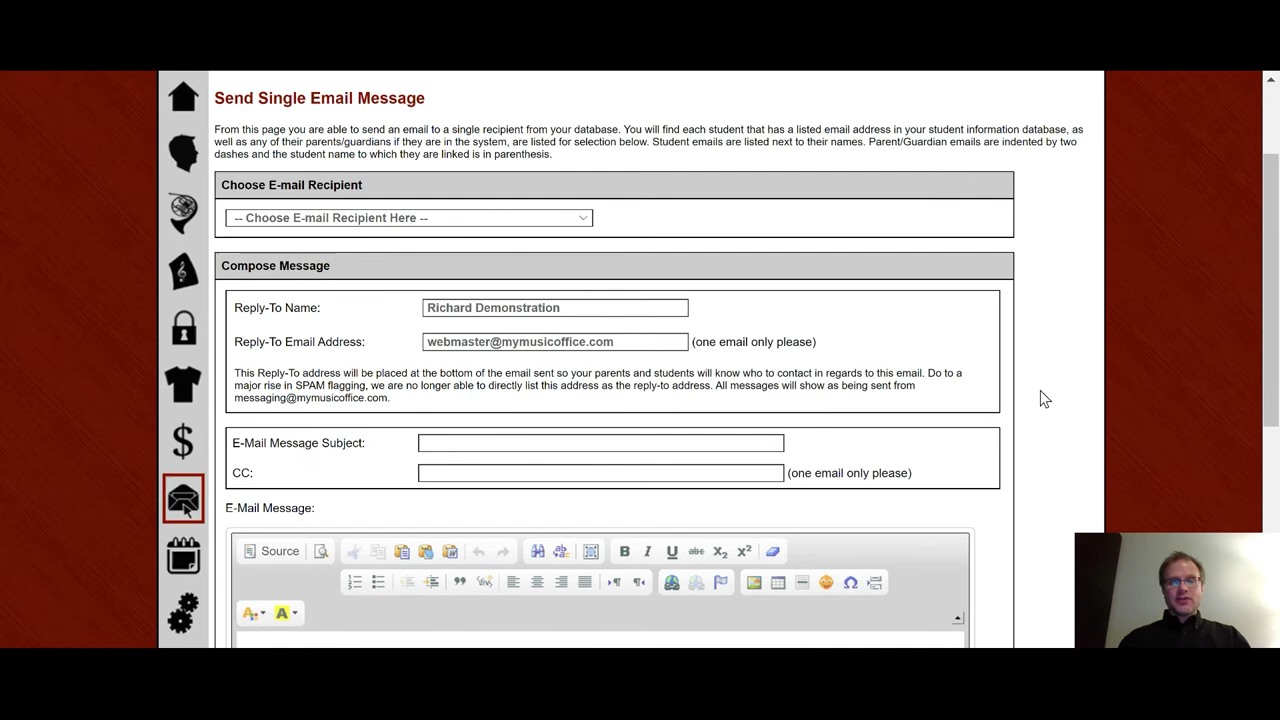 Send Single Email Message
From this page you are able to send an email to a single recipient from your database. You will find each student that has a listed email address in your student information database, as
well as any of their parents/guardians if they are in the system, are listed for selection below. Student emails are listed next to their names. Parent/Guardian emails are indented by two
dashes and the student name to which they are linked is in parenthesis.
Choose E-mail Recipient
-- Choose E-mail Recipient Here --
Compose Message
Reply-To Name: Richard Demonstration
Reply-To Email Address: webmaster@mymusicoffice.com (one email only please)
This Reply-To address will be placed at the bottom of the email sent so your parents and students will know who to contact in regards to this email. Do to a
major rise in SPAM flagging, we are no longer able to directly list this address as the reply-to address. All messages will show as being sent from
messaging@mymusicoffice.com.
E-Mail Message Subject:
CC: (one email only please)
E-Mail Message:
Source B I U abc X₂ X²
A A